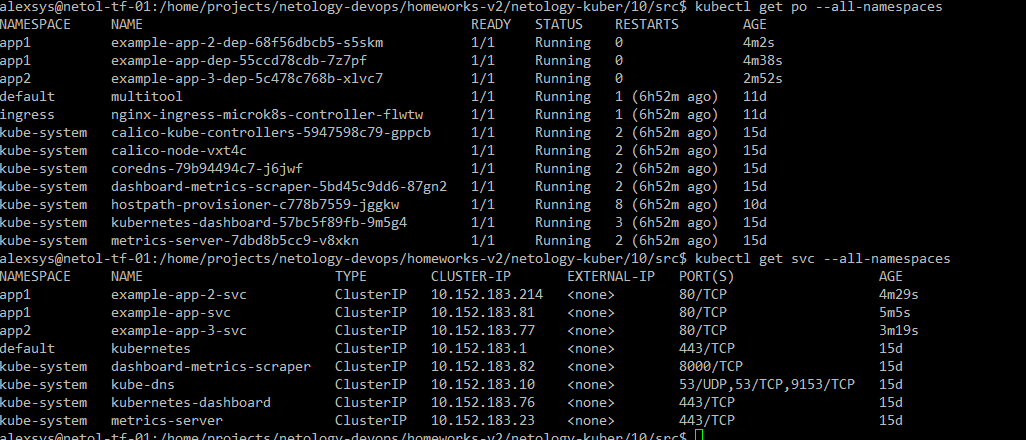 alexsys@netol-tf-01:/home/projects/netology-devops/homeworks-v2/netology-kuber/10/src$ kubectl get po --all-namespaces
NAMESPACE NAME READY STATUS RESTARTS AGE
app1 example-app-2-dep-68f56dbcb5-s5skm 1/1 Running 0 4m2s
app1 example-app-dep-55ccd78cdb-7z7pf 1/1 Running 0 4m38s
app2 example-app-3-dep-5c478c768b-xlvc7 1/1 Running 0 2m52s
default multitool 1/1 Running 1 (6h52m ago) 11d
ingress nginx-ingress-microk8s-controller-flwtw 1/1 Running 1 (6h52m ago) 11d
kube-system calico-kube-controllers-5947598c79-gppcb 1/1 Running 2 (6h52m ago) 15d
kube-system calico-node-vxt4c 1/1 Running 2 (6h52m ago) 15d
kube-system coredns-79b94494c7-j6jwf 1/1 Running 2 (6h52m ago) 15d
kube-system dashboard-metrics-scraper-5bd45c9dd6-87gn2 1/1 Running 2 (6h52m ago) 15d
kube-system hostpath-provisioner-c778b7559-jggkw 1/1 Running 8 (6h52m ago) 10d
kube-system kubernetes-dashboard-57bc5f89fb-9m5g4 1/1 Running 3 (6h52m ago) 15d
kube-system metrics-server-7dbd8b5cc9-v8xkn 1/1 Running 2 (6h52m ago) 15d
alexsys@netol-tf-01:/home/projects/netology-devops/homeworks-v2/netology-kuber/10/src$ kubectl get svc --all-namespaces
NAMESPACE NAME TYPE CLUSTER-IP EXTERNAL-IP PORT(S) AGE
app1 example-app-2-svc ClusterIP 10.152.183.214 <none> 80/TCP 4m29s
app1 example-app-svc ClusterIP 10.152.183.81 <none> 80/TCP 5m5s
app2 example-app-3-svc ClusterIP 10.152.183.77 <none> 80/TCP 3m19s
default kubernetes ClusterIP 10.152.183.1 <none> 443/TCP 15d
kube-system dashboard-metrics-scraper ClusterIP 10.152.183.82 <none> 8000/TCP 15d
kube-system kube-dns ClusterIP 10.152.183.10 <none> 53/UDP,53/TCP,9153/TCP 15d
kube-system kubernetes-dashboard ClusterIP 10.152.183.76 <none> 443/TCP 15d
kube-system metrics-server ClusterIP 10.152.183.23 <none> 443/TCP 15d
alexsys@netol-tf-01:/home/projects/netology-devops/homeworks-v2/netology-kuber/10/src$